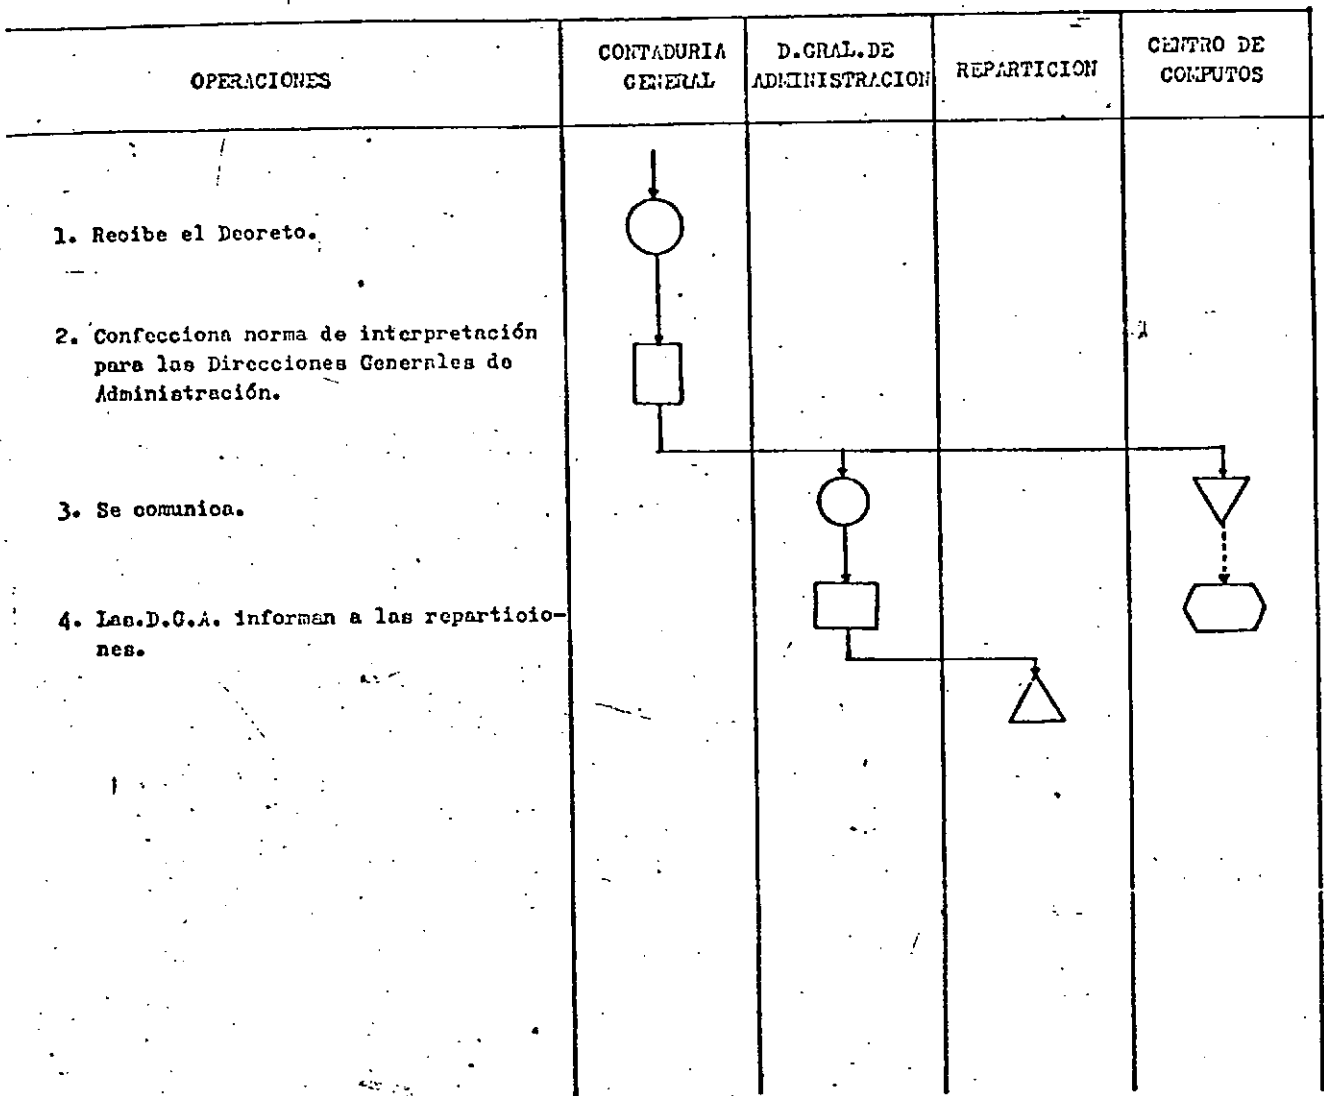 OPERACIONES
CONTADURIA
GENERAL
D.GRAL.DE
ADMINISTRACION
REPARTICION
CENTRO DE
COMPUTOS
1. Recibe el Decreto.
2. Confecciona norma de interpretación
para las Direcciones Generales de
Administración.
3. Se comunica.
4. Las.D.G.A. informan a las reparticio-
nes.